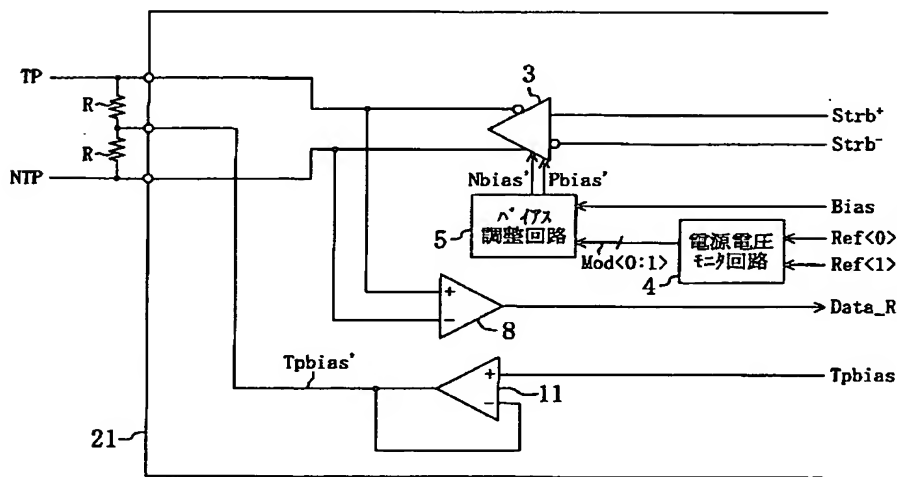 TP
R
R
NTP
3
Strb+
Strb-
Nbias'
Pbias'
Bias
5
バイアス
調整回路
Mod<0:1>
電源電圧
モニタ回路
4
Ref<0>
Ref<1>
+
-
8
Data_R
Tpbias'
+
-
11
Tpbias
21